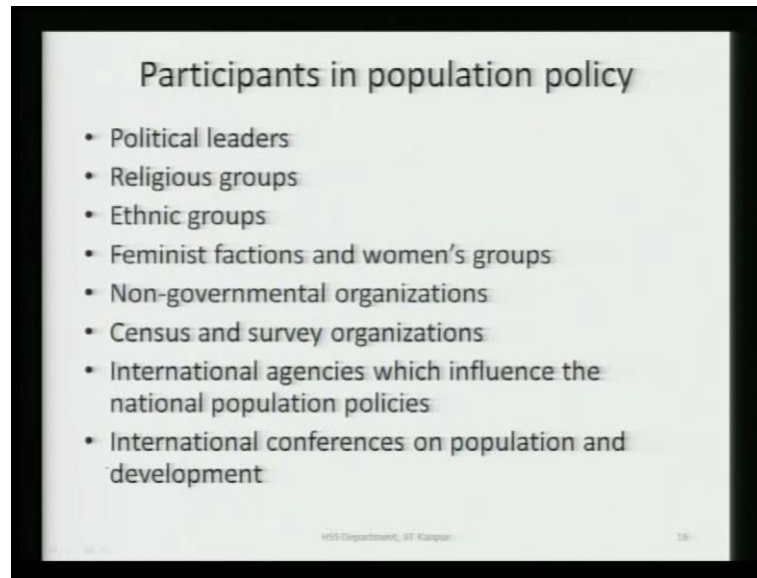 Participants in population policy
• Political leaders
• Religious groups
• Ethnic groups
• Feminist factions and women's groups
• Non-governmental organizations
• Census and survey organizations
• International agencies which influence the
national population policies
• International conferences on population and
development
HSS Department, IIT Kanpur
16